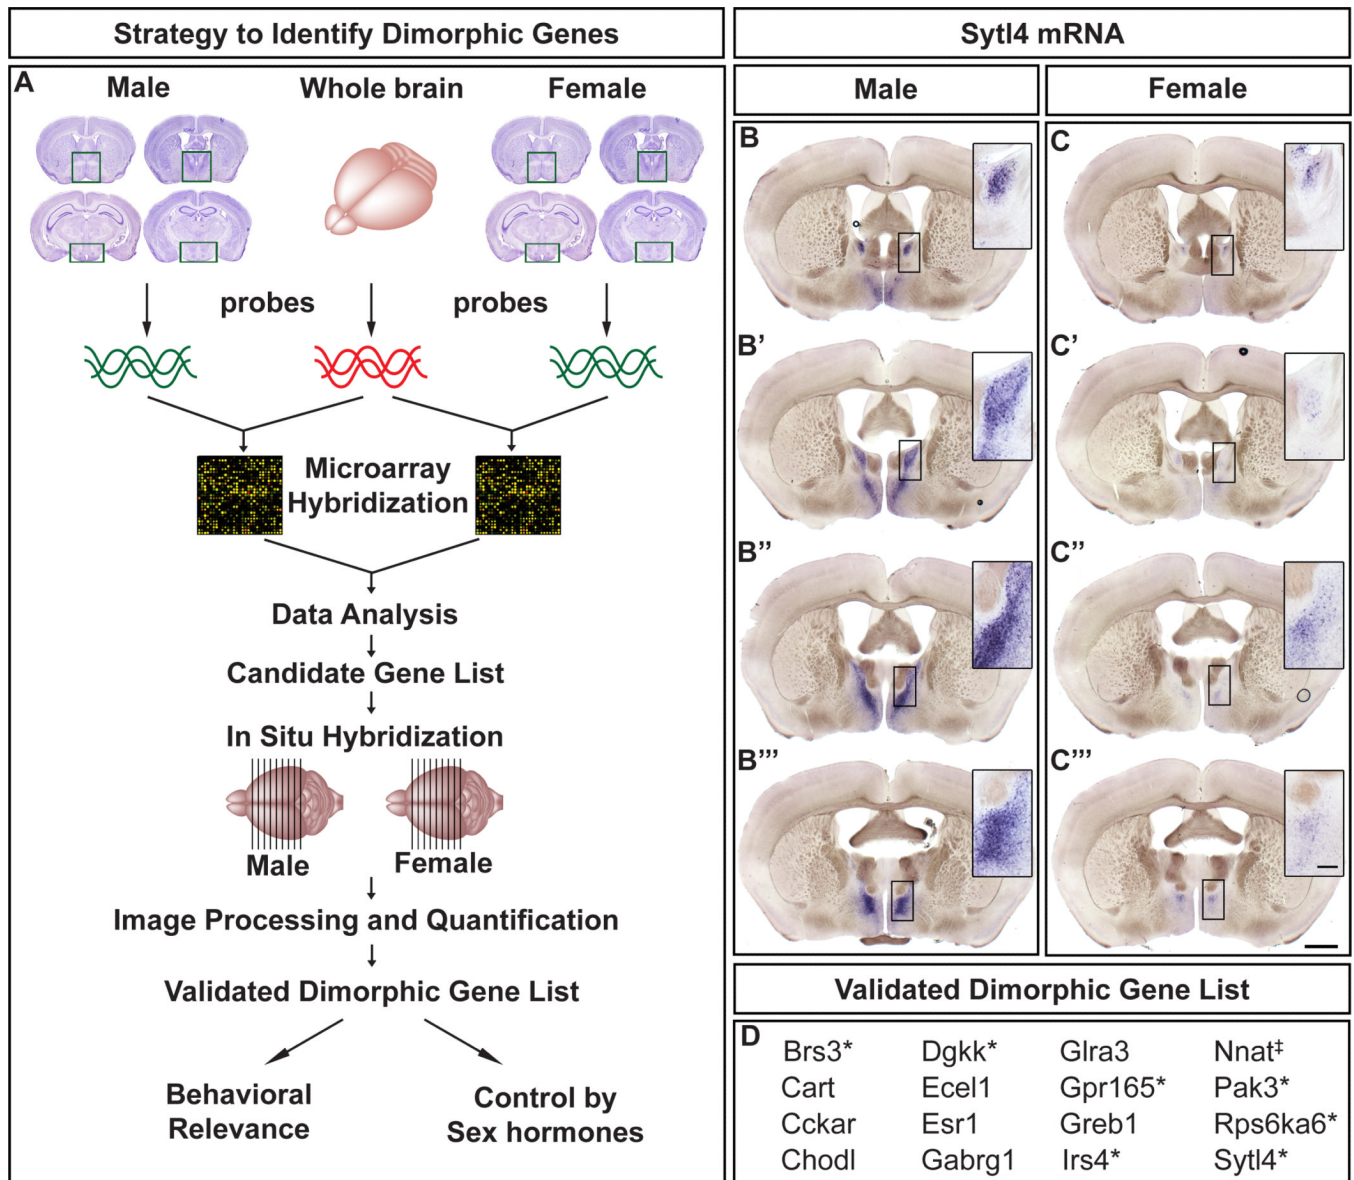 Strategy to Identify Dimorphic Genes
A
Male
Whole brain
Female
probes
probes
Microarray
Hybridization
Data Analysis
Candidate Gene List
In Situ Hybridization
Male
Female
Image Processing and Quantification
Validated Dimorphic Gene List
Behavioral
Relevance
Control by
Sex hormones
Sytl4 mRNA
Male
Female
B
C
B’
C’
B’’
C’’
B’’’
C’’’
Validated Dimorphic Gene List
D
Brs3* Dgkk* Glra3 Nnat‡
Cart Ecel1 Gpr165* Pak3*
Cckar Esr1 Greb1 Rps6ka6*
Chodl Gabrg1 Irs4* Sytl4*